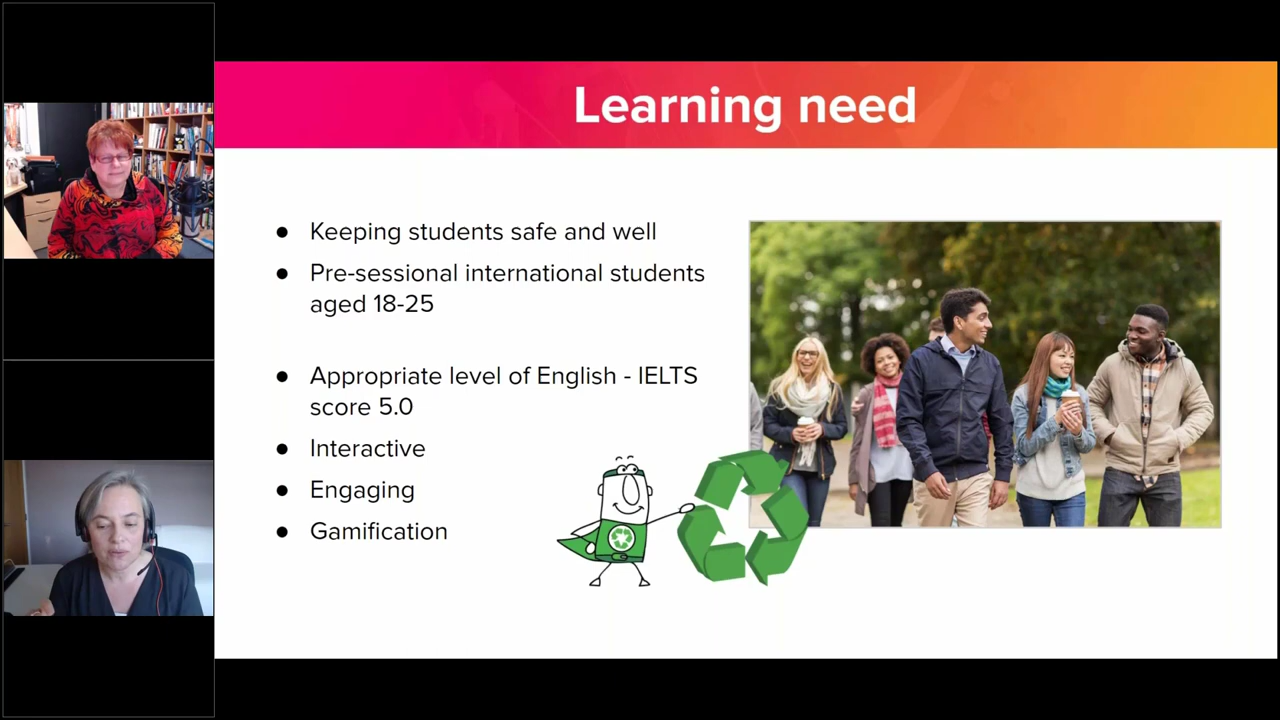 Learning need
● Keeping students safe and well
● Pre-sessional international students
aged 18-25
● Appropriate level of English - IELTS
score 5.0
● Interactive
● Engaging
● Gamification